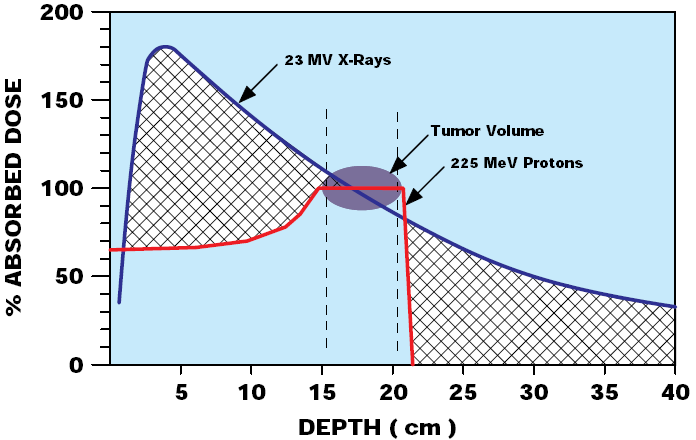 200
150
100
50
0
% ABSORBED DOSE
23 MV X-Rays
Tumor Volume
225 MeV Protons
5 10 15 20 25 30 35 40
DEPTH ( cm )